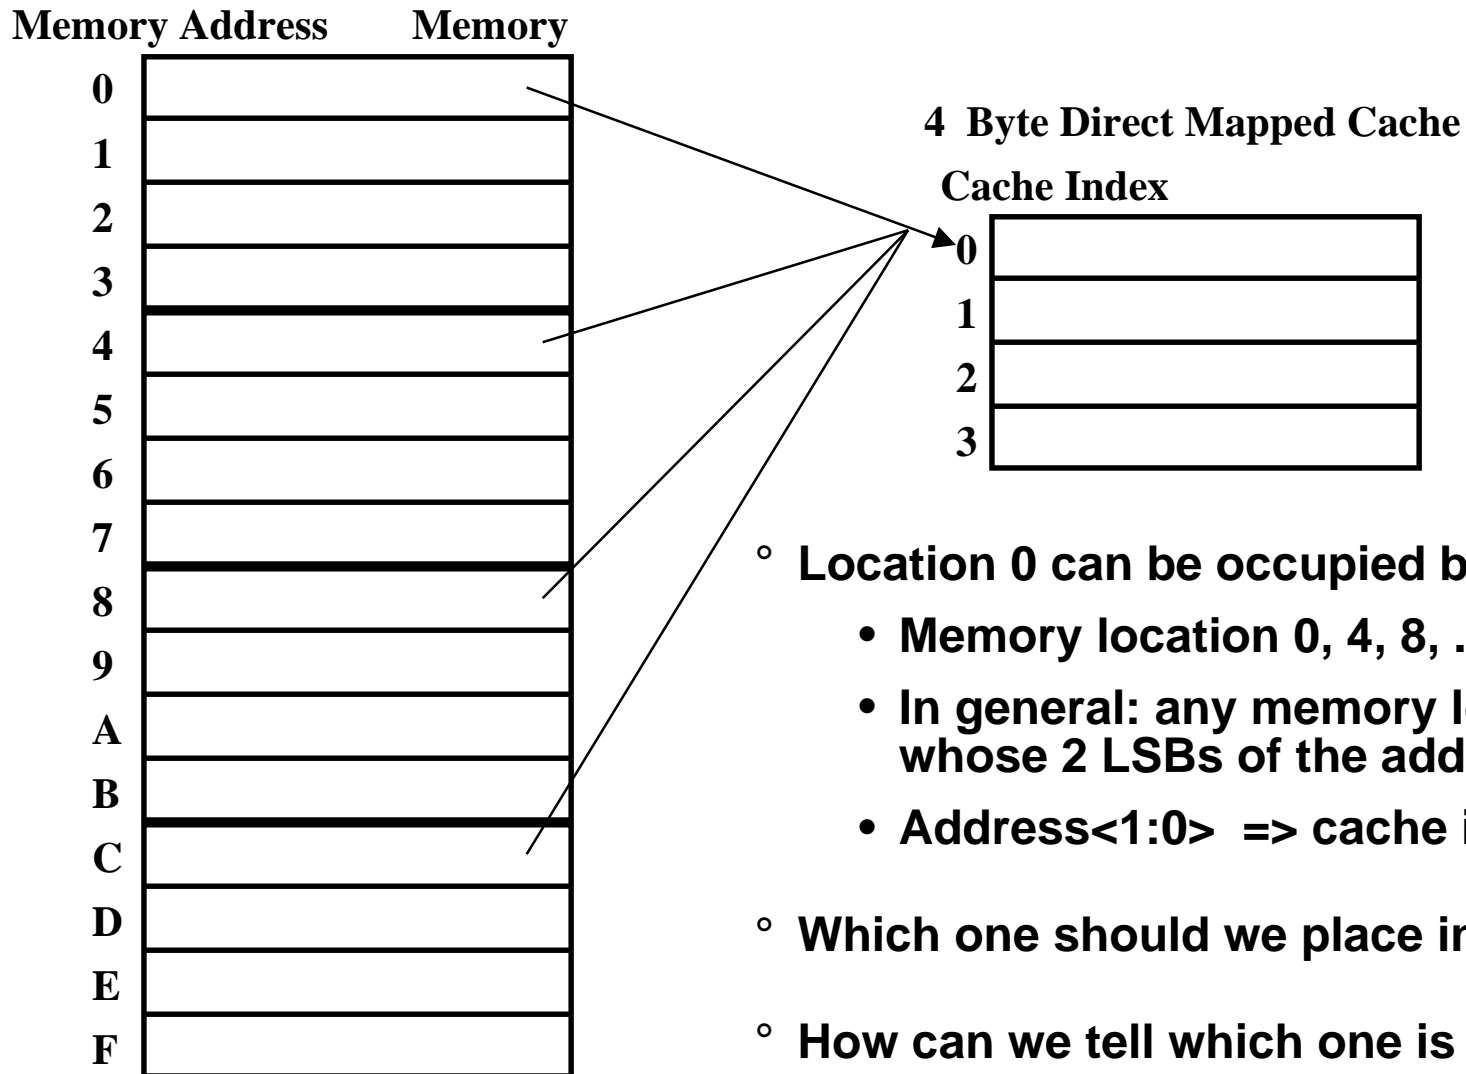 Memory Address Memory
0
1
2
3
4
5
6
7
8
9
A
B
C
D
E
F
4 Byte Direct Mapped Cache
Cache Index
0
1
2
3
° Location 0 can be occupied b
• Memory location 0, 4, 8, .
• In general: any memory l
whose 2 LSBs of the add
• Address<1:0> => cache i
° Which one should we place in
° How can we tell which one is